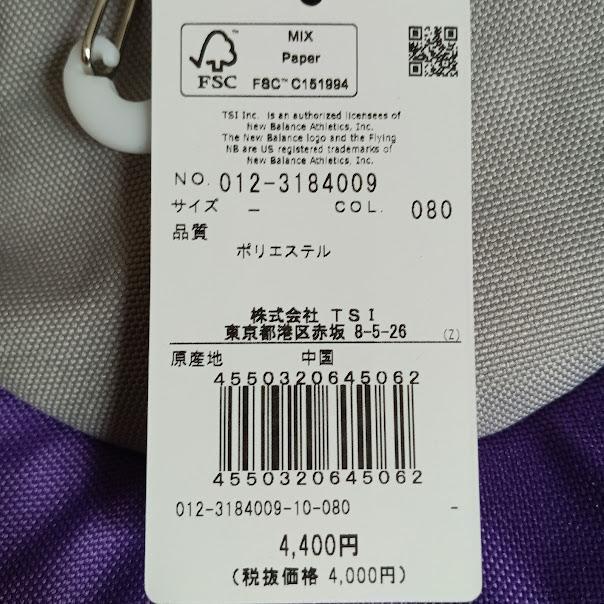 MIX
Paper
FSC
FSC™ C151994
TSI Inc. is an authorized licensees of
New Balance Athletics, Inc.
The New Balance logo and the Flying
NB are US registered trademarks of
New Balance Athletics, Inc.
NO. 012-3184009
サイズ － COL. 080
品質
ポリエステル
株式会社 TSI
東京都港区赤坂 8-5-26 (Z)
原産地 中国
4550320645062
4550320645062
012-3184009-10-080 -
4,400円
(税抜価格 4,000円)